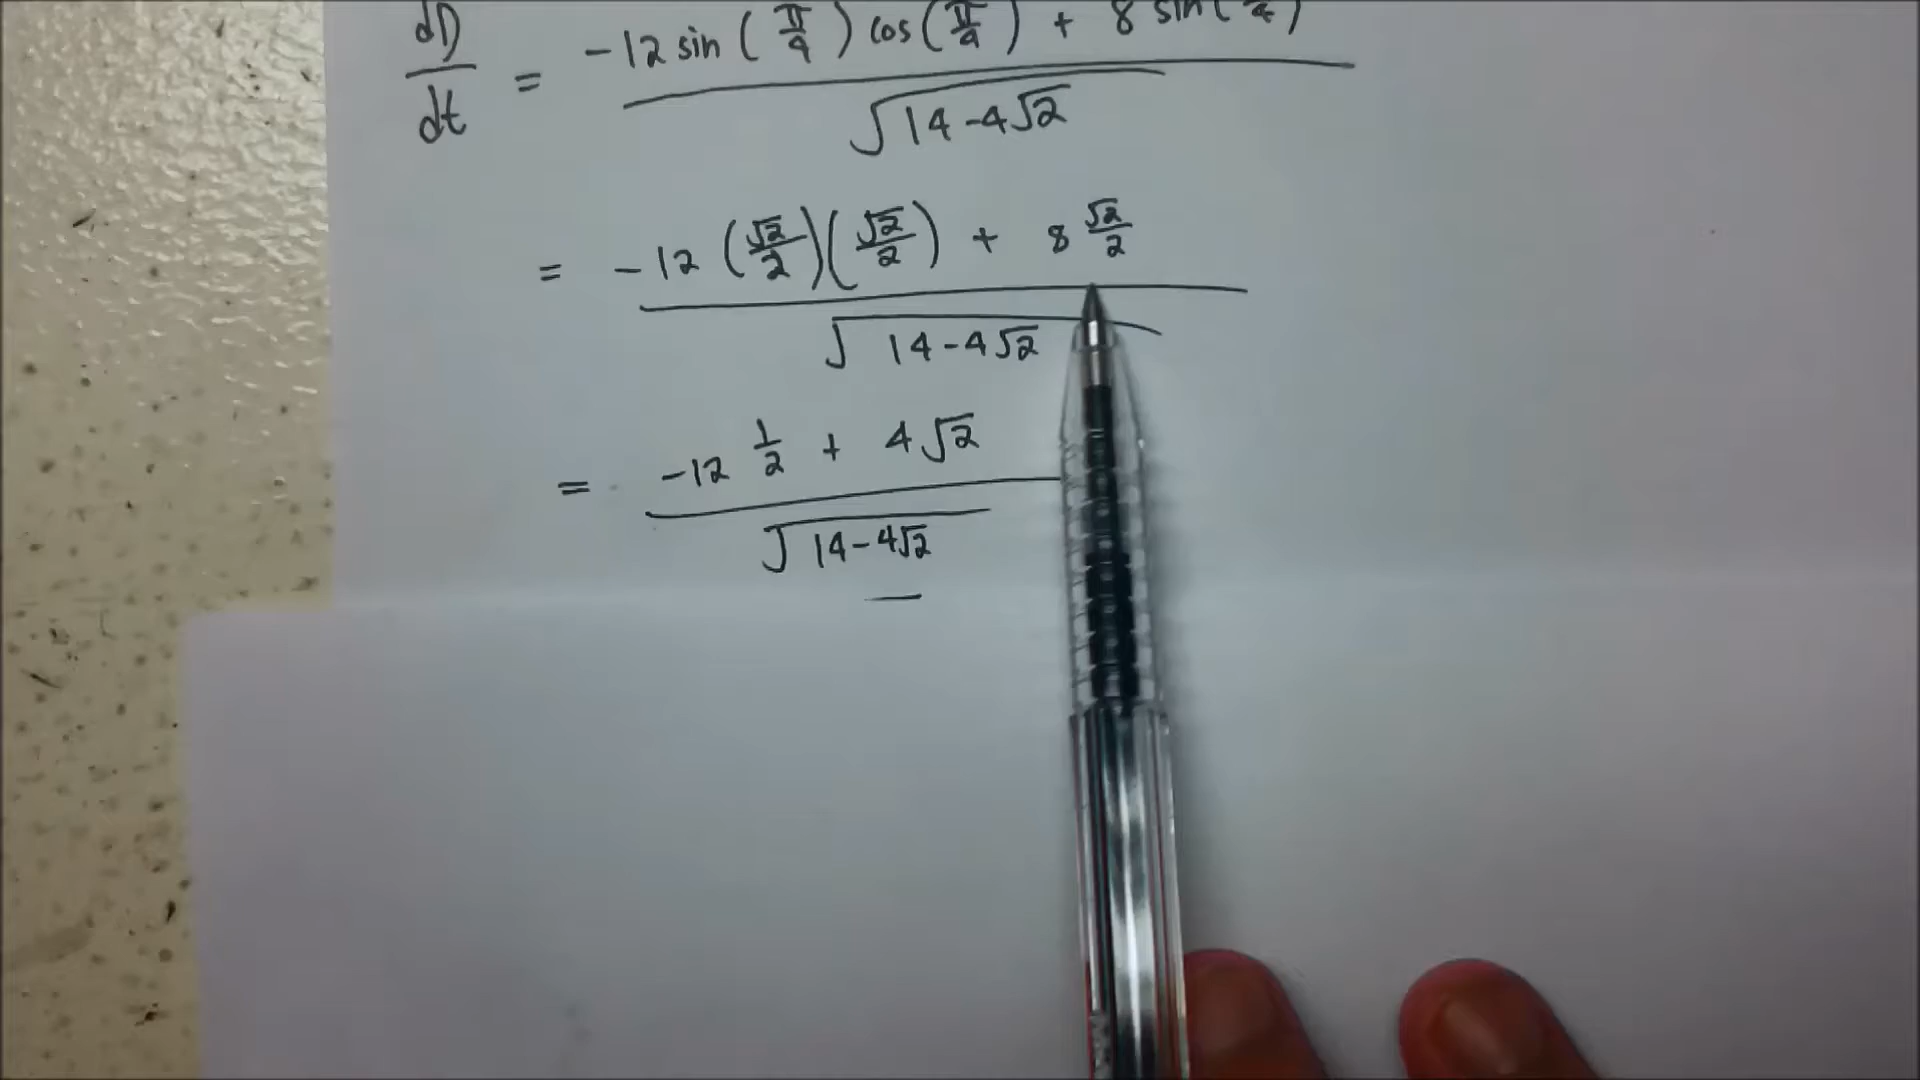 dD/dt = (-12 sin(π/4) cos(π/4) + 8 sin(π/4)) / √(14-4√2)
= (-12 (√2/2)(√2/2) + 8 √2/2) / √(14-4√2)
= (-12 1/2 + 4√2) / √(14-4√2)